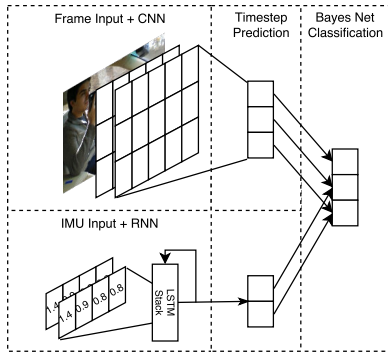 Frame Input + CNN
Timestep
Prediction
Bayes Net
Classification
IMU Input + RNN
1.4
1.4 0.9 0.8 0.8
LSTM
Stack